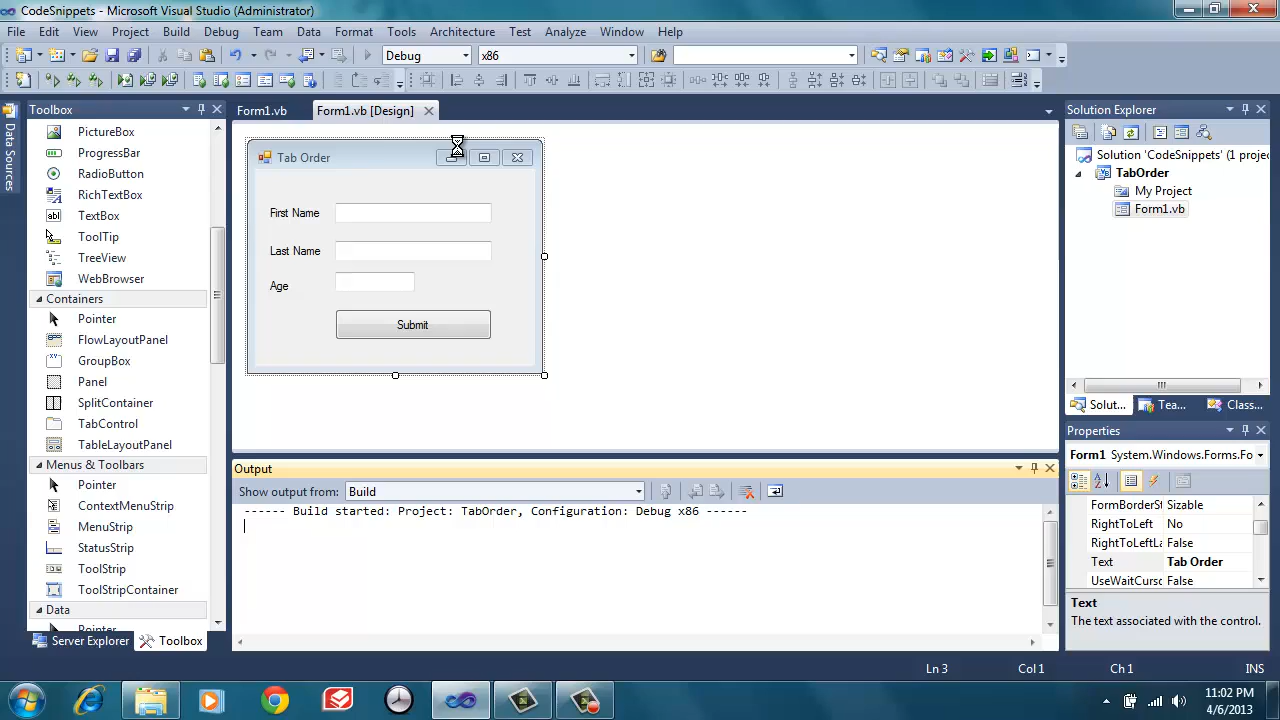 CodeSnippets - Microsoft Visual Studio (Administrator)
File Edit View Project Build Debug Team Data Format Tools Architecture Test Analyze Window Help
Debug x86
Data Sources
Toolbox
PictureBox
ProgressBar
RadioButton
RichTextBox
TextBox
ToolTip
TreeView
WebBrowser
Containers
Pointer
FlowLayoutPanel
GroupBox
Panel
SplitContainer
TabControl
TableLayoutPanel
Menus & Toolbars
Pointer
ContextMenuStrip
MenuStrip
StatusStrip
ToolStrip
ToolStripContainer
Data
Pointer
Server Explorer Toolbox
Form1.vb Form1.vb [Design]
Tab Order
First Name
Last Name
Age
Submit
Output
Show output from: Build
------ Build started: Project: TabOrder, Configuration: Debug x86 ------
Solution Explorer
Solution 'CodeSnippets' (1 projec
TabOrder
My Project
Form1.vb
Solut... Tea... Class...
Properties
Form1 System.Windows.Forms.Fo
FormBorderSt Sizable
RightToLeft No
RightToLeftLa False
Text Tab Order
UseWaitCurso False
Text
The text associated with the control.
Ln 3 Col 1 Ch 1 INS
11:02 PM
4/6/2013